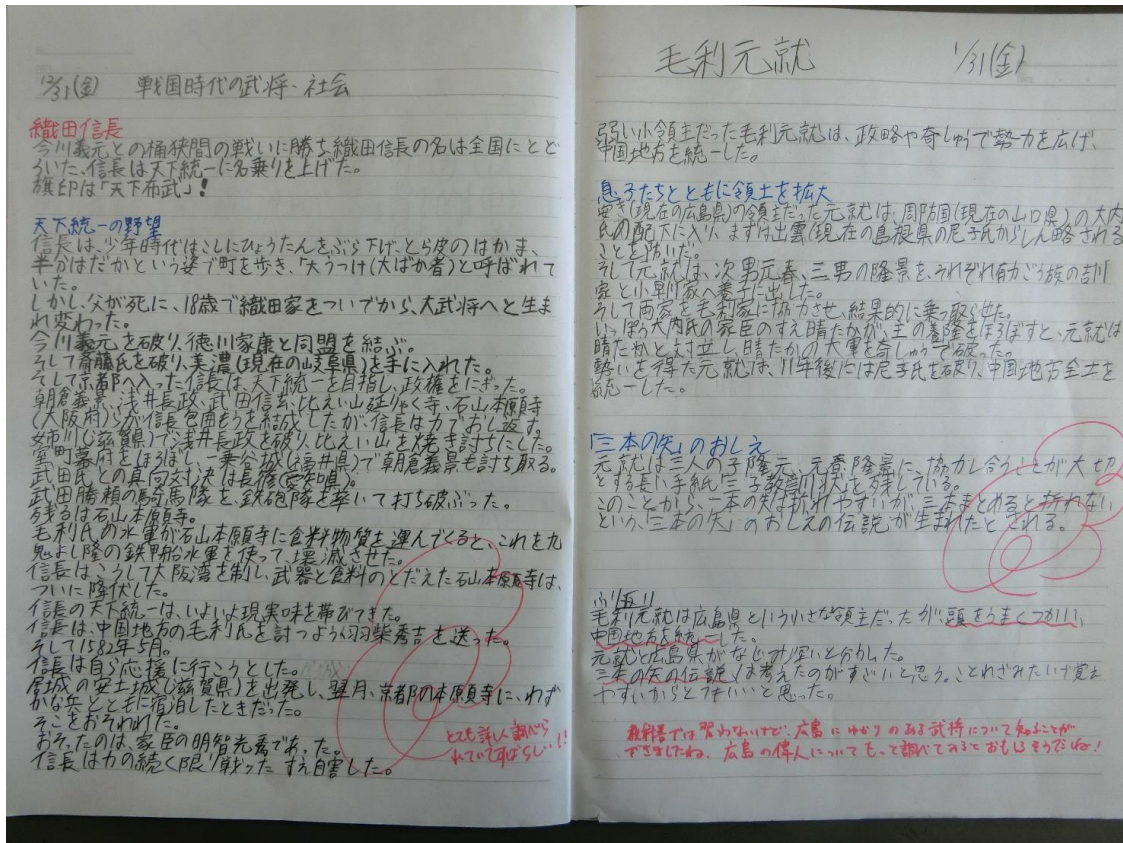 12/31(金) 戦国時代の武将、社会
織田信長
今川義元との桶狭間の戦いに勝ち織田信長の名は全国にとど
ろいた、信長は天下統一に名乗りを上げた。
旗印は「天下布武」!
天下統一の野望
信長は、少年時代はこしにひょうたんをぶら下げ、とら皮のはかま、
半分はだかという姿で町を歩き、「大うつけ(大ばか者)と呼ばれて
いた。
しかし、父が死に、18歳で織田家をついでから、大武将へと生ま
れ変わった。
今川義元を破り、徳川家康と同盟を結ぶ。
そして斎藤氏を破り、美濃(現在の岐阜県)を手に入れた。
そして京都へ入った信長は、天下統一を目指し、政権をにぎった。
朝倉義景、浅井長政、武田信玄、比えい山延りゃく寺、石山本願寺
(大阪府)らが信長包囲もうを結成したが、信長は力でおし返す。
姉川(滋賀県)で浅井長政を破り、比えい山を焼き討ちにした。
室町幕府をほろぼし、一乗谷城(福井県)で朝倉義景も討ち取る。
武田氏との真向対決は長篠(愛知県)。
武田勝頼の騎馬隊を、鉄砲隊を率いて打ち破ぶった。
残るは石山本願寺。
毛利氏の水軍が石山本願寺に食料物質を運んでくると、これを九
鬼よし隆の鉄甲船水軍を使って、壊滅させた。
信長はこうして大阪湾を制し、武器と食料のとだえた石山本願寺は、
ついに降伏した。
信長の天下統一は、いよいよ現実味を帯びてきた。
信長は、中国地方の毛利氏を討つよう羽柴秀吉を送った。
そして1582年5月。
信長は自ら応援に行こうとした。
居城の安土城(滋賀県)を出発し、翌月、京都の本願寺に、わず
かな兵とともに宿泊したときだった。
そこをおそわれた。
おそったのは、家臣の明智光秀であった。
信長は力の続く限り戦ったすえ自害した。
とても詳しく調べら
れていてすばらしい!!
毛利元就 1/31(金)
弱い小領主だった毛利元就は、政略や奇しゅうで勢力を広げ、
中国地方を統一した。
息子たちとともに領土を拡大
安き(現在の広島県)の領主だった元就は、周防国(現在の山口県)の大内
氏の配下に入り、まずは出雲(現在の島根県の尼子氏からしん略される
ことを防いだ。
そして元就は、次男元春、三男の隆景を、それぞれ有力ごう族の吉川
家と小早川家へ養子に出した。
そして両家を毛利家に協力させ、結果的に乗っ取らせた。
いっぽう大内氏の家臣のすえ晴たかが、主の義隆をほろぼすと、元就は
晴たかと対立し晴たかの大軍を奇しゅうで破った。
勢いを得た元就は、11年後には尼子氏を破り、中国地方全土を
統一した。
「三本の矢」のおしえ
元就は三人の子隆元、元春、隆景に、協力し合うことが大切
とする長い手紙「三子教訓状」を残している。
このことから、一本の矢は折れやすいが、三本まとめると折れない
という、「三本の矢」のおしえの伝説が生まれたとされる。
ふり返り
毛利元就は広島県という小さな領主だったが、頭をうまくつかい、
中国地方を統一した。
元就と広島県がなじみ深いと分かった。
三本の矢の伝説は考えたのがすごいと思う。ことわざみたいで覚え
やすいからとてもいいと思った。
教科書では習わないけど、広島にゆかりのある武将について知ることが
できましたね。広島の偉人についてもっと調べてみるとおもしろそうだね!